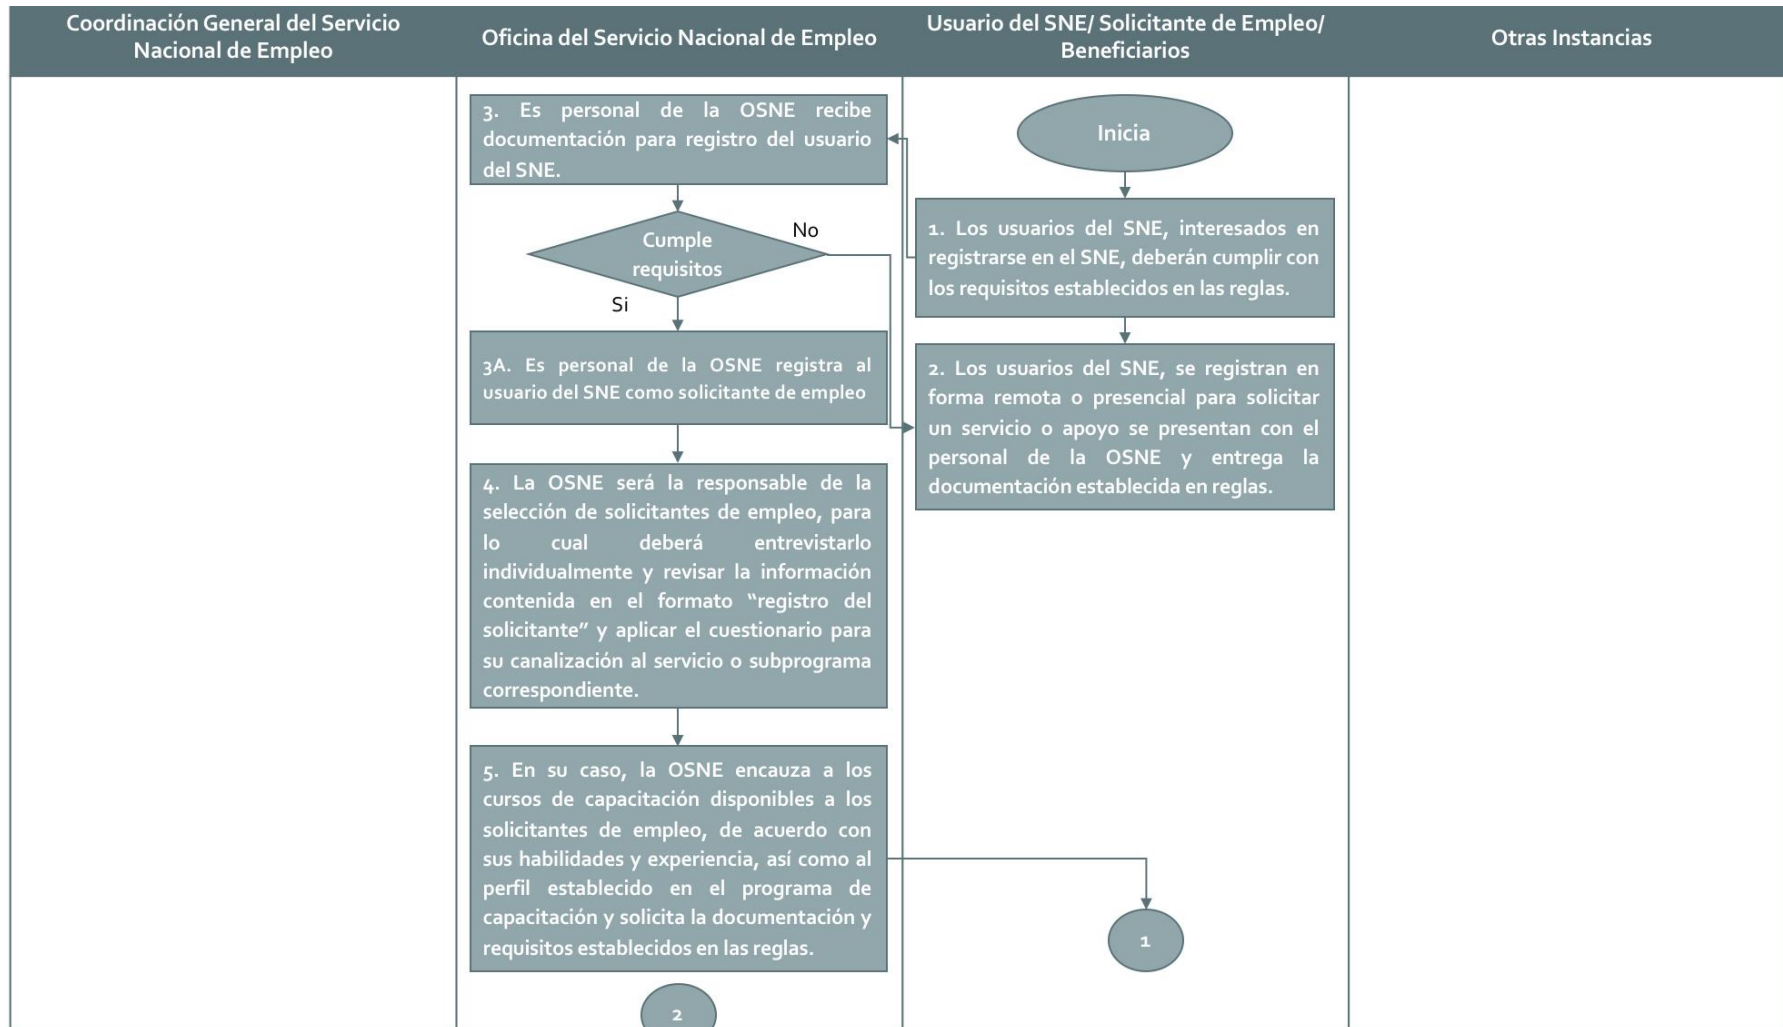 Coordinación General del Servicio
Nacional de Empleo
Oficina del Servicio Nacional de Empleo
Usuario del SNE/ Solicitante de Empleo/
Beneficiarios
Otras Instancias
3. Es personal de la OSNE recibe
documentación para registro del usuario
del SNE.
Cumple
requisitos
No
Si
3A. Es personal de la OSNE registra al
usuario del SNE como solicitante de empleo
4. La OSNE será la responsable de la
selección de solicitantes de empleo, para
lo cual deberá entrevistarlo
individualmente y revisar la información
contenida en el formato “registro del
solicitante” y aplicar el cuestionario para
su canalización al servicio o subprograma
correspondiente.
5. En su caso, la OSNE encauza a los
cursos de capacitación disponibles a los
solicitantes de empleo, de acuerdo con
sus habilidades y experiencia, así como al
perfil establecido en el programa de
capacitación y solicita la documentación y
requisitos establecidos en las reglas.
2
Inicia
1. Los usuarios del SNE, interesados en
registrarse en el SNE, deberán cumplir con
los requisitos establecidos en las reglas.
2. Los usuarios del SNE, se registran en
forma remota o presencial para solicitar
un servicio o apoyo se presentan con el
personal de la OSNE y entrega la
documentación establecida en reglas.
1